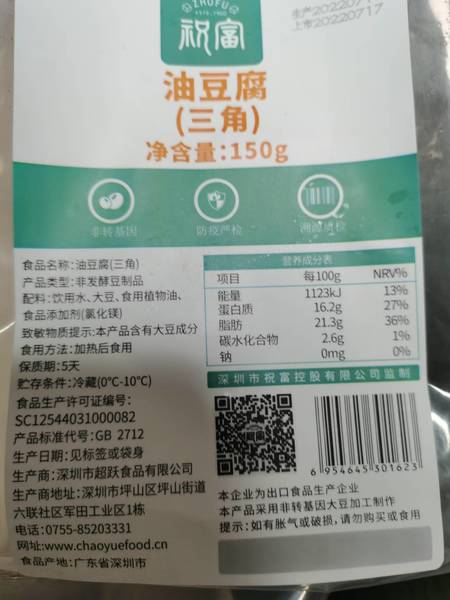 生产20220717
上市20220717
ZHUFU
祝富
油豆腐
(三角)
净含量:150g
非转基因
防疫严检
溯源质检
食品名称:油豆腐(三角)
产品类型:非发酵豆制品
配料:饮用水、大豆、食用植物油、
食品添加剂(氯化镁)
致敏物质提示:本产品含有大豆成分
食用方法:加热后食用
保质期:5天
贮存条件:冷藏(0℃-10℃)
食品生产许可证编号:
SC12544031000082
产品标准代号:GB 2712
生产日期:见标签或袋身
生产商:深圳市超跃食品有限公司
生产商地址:深圳市坪山区坪山街道
六联社区军田工业区1栋
电话:0755-85203331
网址:www.chaoyuefood.cn
食品产地:广东省深圳市
营养成分表
项目 每100g NRV%
能量 1123kJ 13%
蛋白质 16.2g 27%
脂肪 21.3g 36%
碳水化合物 2.6g 1%
钠 0mg 0%
深圳市祝富控股有限公司监制
6 954645 301623
本企业为出口食品生产企业
本产品采用非转基因大豆加工制作
提示:如有胀气或破损,请勿购买或食用